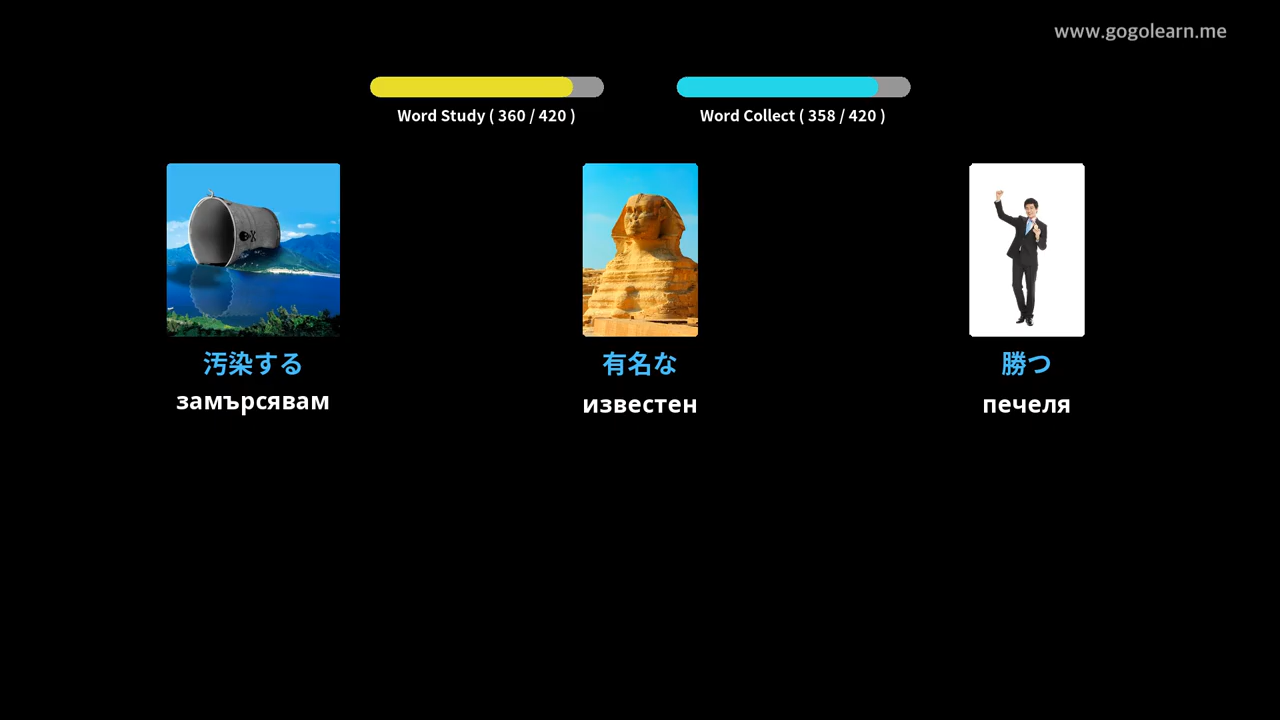 www.gogolearn.me
Word Study ( 360 / 420 )
Word Collect ( 358 / 420 )
汚染する
замърсявам
有名な
известен
勝つ
печеля